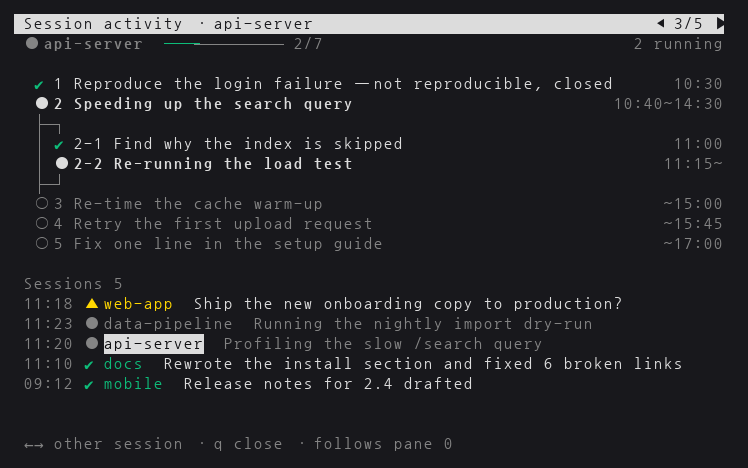 Session activity · api-server ◀ 3/5 ▶
● api-server 2/7 2 running
✔ 1 Reproduce the login failure — not reproducible, closed 10:30
● 2 Speeding up the search query 10:40~14:30
✔ 2-1 Find why the index is skipped 11:00
● 2-2 Re-running the load test 11:15~
○ 3 Re-time the cache warm-up ~15:00
○ 4 Retry the first upload request ~15:45
○ 5 Fix one line in the setup guide ~17:00
Sessions 5
11:18 ▲ web-app Ship the new onboarding copy to production?
11:23 ● data-pipeline Running the nightly import dry-run
11:20 ● api-server Profiling the slow /search query
11:10 ✔ docs Rewrote the install section and fixed 6 broken links
09:12 ✔ mobile Release notes for 2.4 drafted
←→ other session · q close · follows pane 0